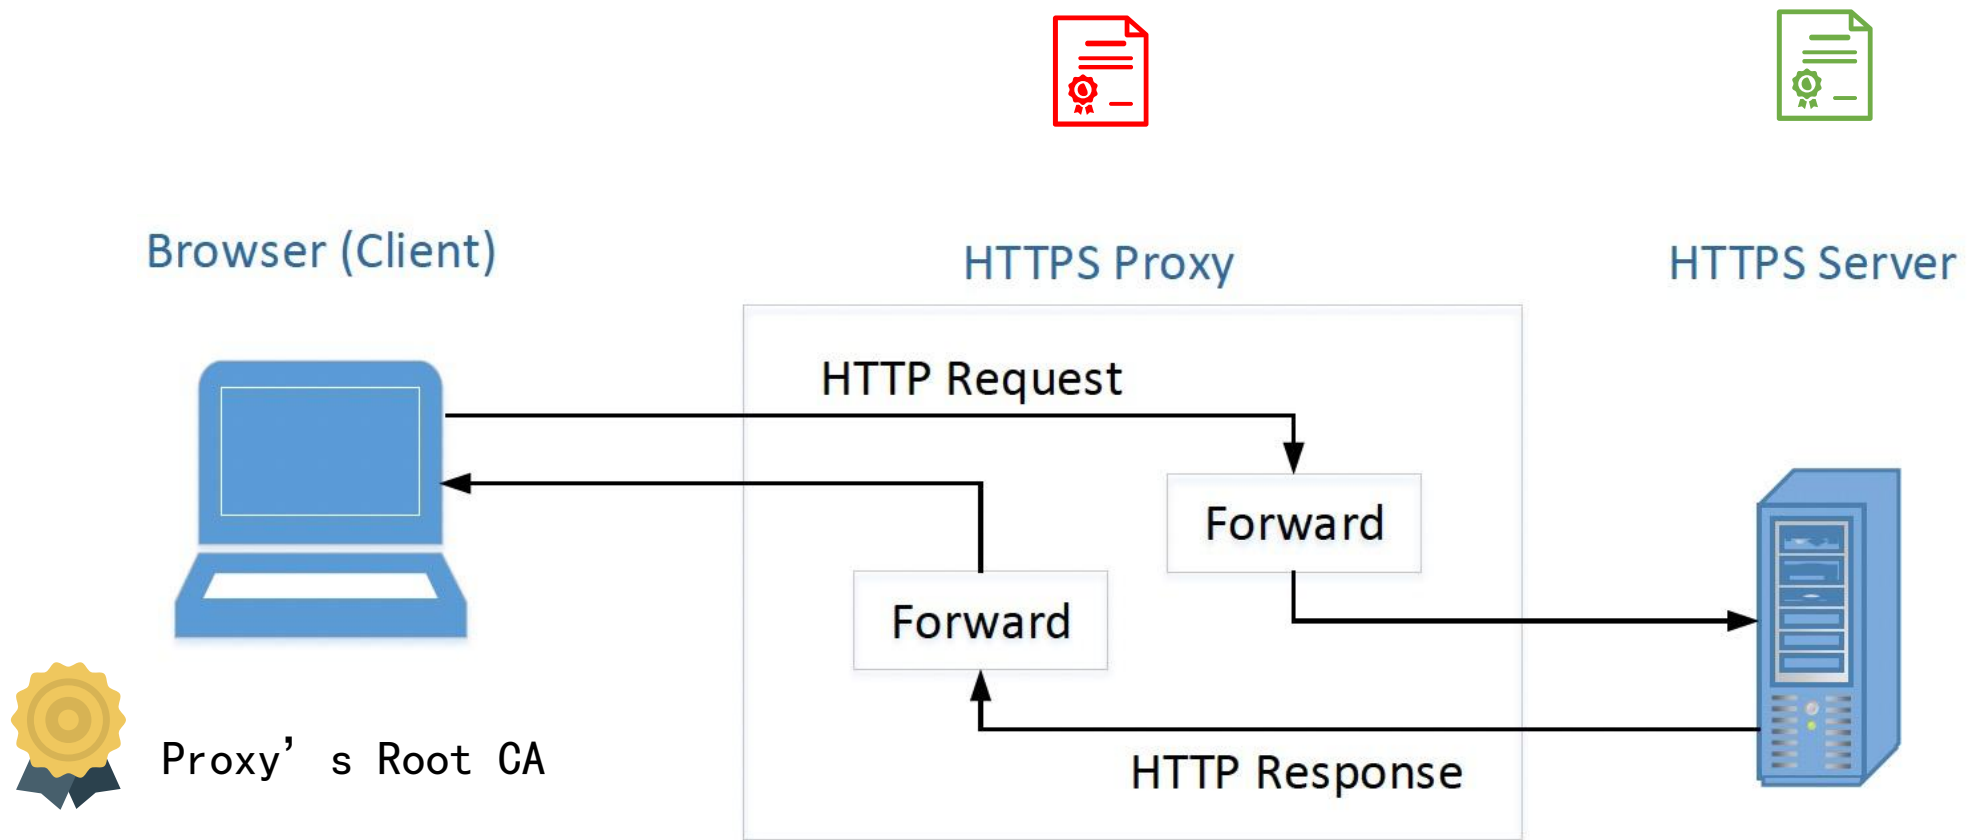 Browser (Client)
HTTPS Proxy
HTTPS Server
HTTP Request
Forward
Forward
Proxy’s Root CA
HTTP Response